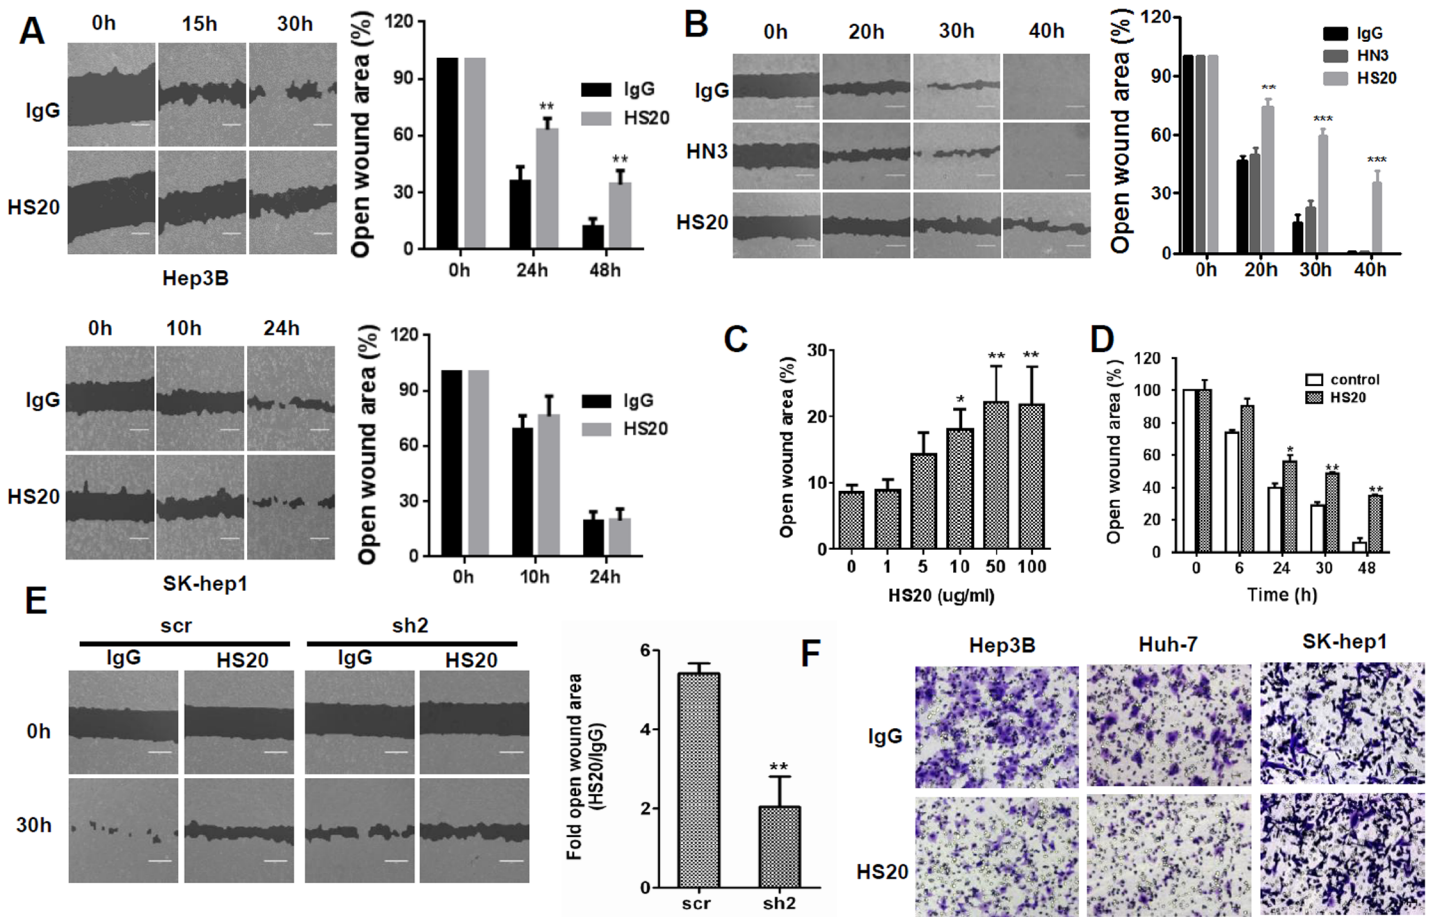 A
0h 15h 30h
IgG
HS20
Hep3B
Open wound area (%)
120
90
60
30
0
IgG
HS20
**
**
0h 24h 48h
0h 10h 24h
IgG
HS20
SK-hep1
Open wound area (%)
120
90
60
30
0
IgG
HS20
0h 10h 24h
B
0h 20h 30h 40h
IgG
HN3
HS20
Open wound area (%)
120
90
60
30
0
IgG
HN3
HS20
**
***
***
0h 20h 30h 40h
C
Open wound area (%)
30
20
10
0
*
**
**
0 1 5 10 50 100
HS20 (ug/ml)
D
Open wound area (%)
120
100
80
60
40
20
0
control
HS20
*
**
**
0 6 24 30 48
Time (h)
E
scr sh2
IgG HS20 IgG HS20
0h
30h
Fold open wound area
(HS20/IgG)
6
4
2
0
**
scr sh2
F
Hep3B Huh-7 SK-hep1
IgG
HS20